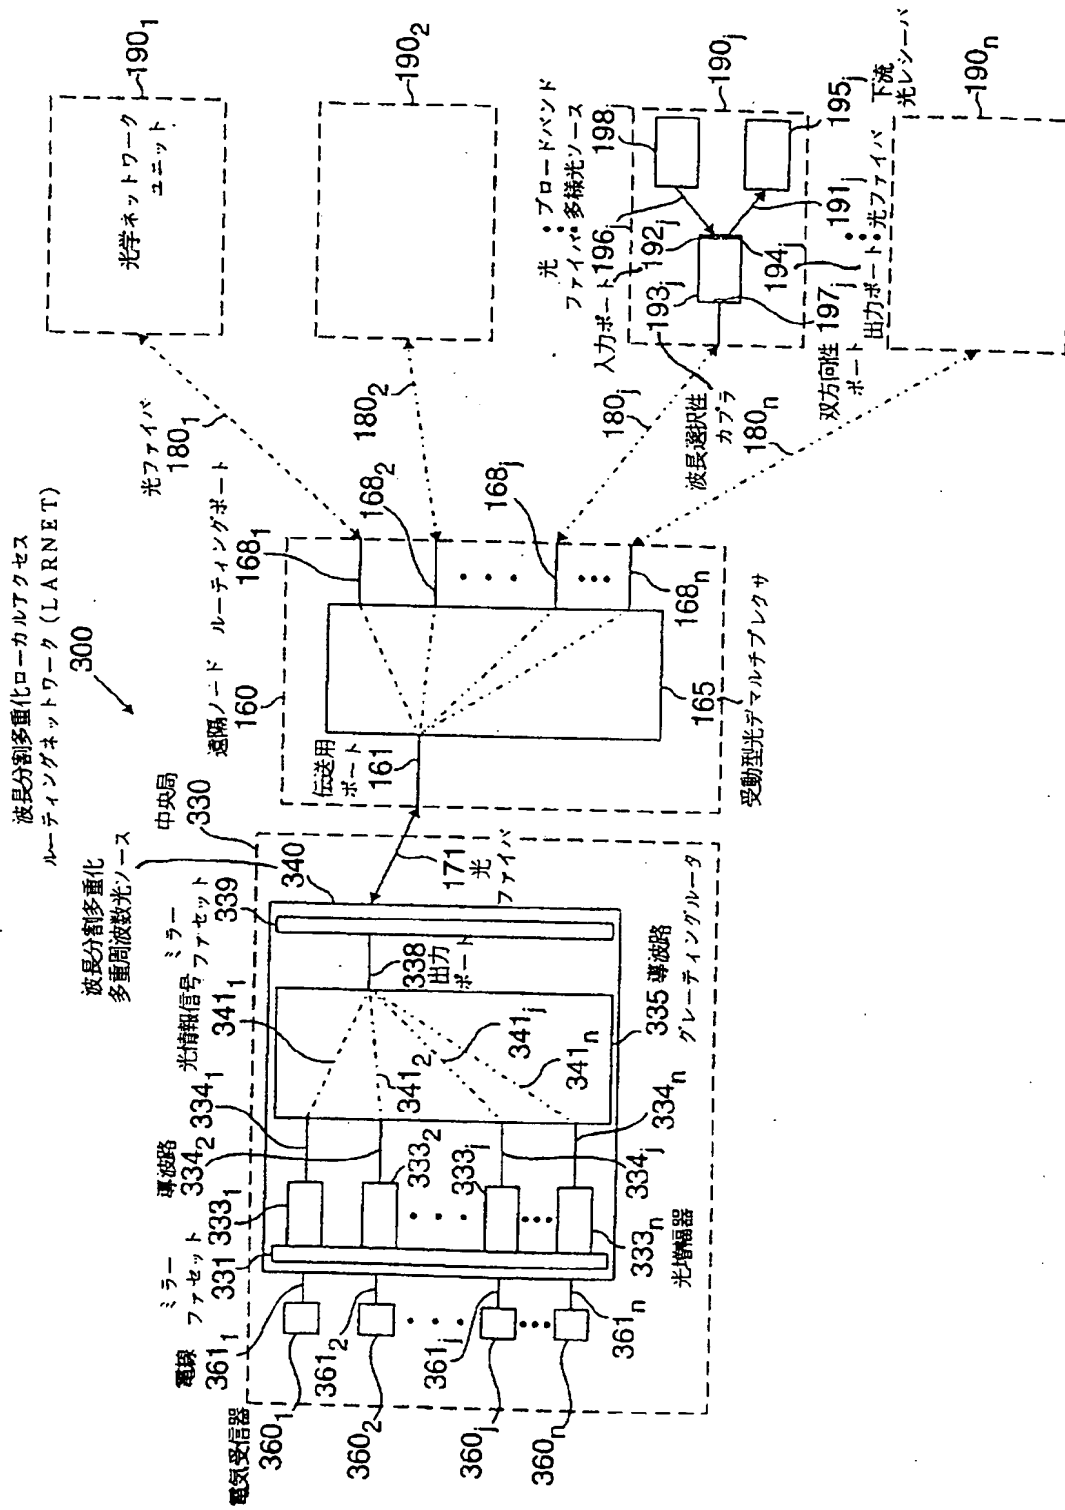 波長分割多重化ローカルアクセス
ルーティングネットワーク(LARNET)
300
波長分割多重化
多重周波数光ソース
340
中央局
330
電気受信器
360₁
360₂
360ⱼ
360ₙ
電線
361₁
361₂
361ⱼ
361ₙ
ミラー
ファセット
331
333₁
333₂
333ⱼ
333ₙ
光増幅器
導波路
334₁
334₂
334ⱼ
334ₙ
光情報信号
341₁
341₂
341ⱼ
341ₙ
335 導波路
グレーティングルータ
338
出力
ポート
ミラー
ファセット
339
171
光
ファイバ
遠隔ノード
160
伝送用
ポート
161
165
受動型光デマルチプレクサ
ルーティングポート
168₁
168₂
168ⱼ
168ₙ
光ファイバ
180₁
180₂
180ⱼ
180ₙ
光学ネットワーク
ユニット
190₁
190₂
190ⱼ
190ₙ
光
ファイバ
196ⱼ
ブロードバンド
多様光ソース
198ⱼ
入力ポート
192ⱼ
193ⱼ
波長選択性
カプラ
194ⱼ
出力ポート
197ⱼ
双方向性
ポート
191ⱼ
光ファイバ
195ⱼ
下流
光レシーバ